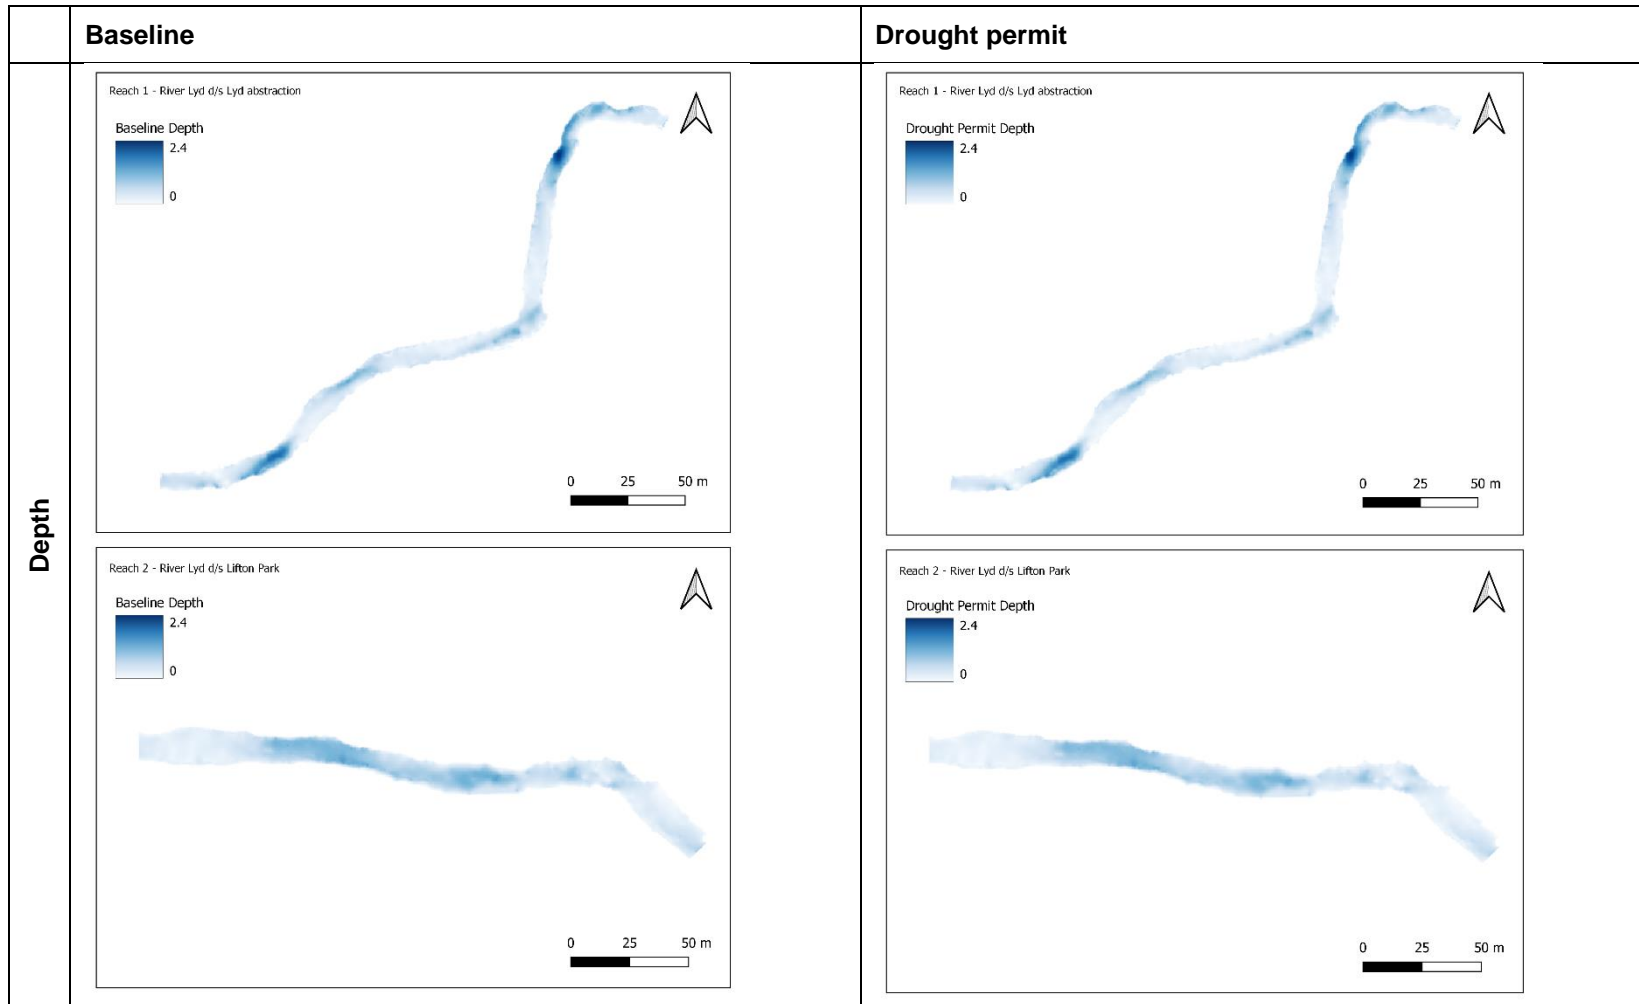 Baseline
Drought permit
Depth
Reach 1 - River Lyd d/s Lyd abstraction
Baseline Depth
2.4
0
0 25 50 m
Reach 1 - River Lyd d/s Lyd abstraction
Drought Permit Depth
2.4
0
0 25 50 m
Reach 2 - River Lyd d/s Lifton Park
Baseline Depth
2.4
0
0 25 50 m
Reach 2 - River Lyd d/s Lifton Park
Drought Permit Depth
2.4
0
0 25 50 m